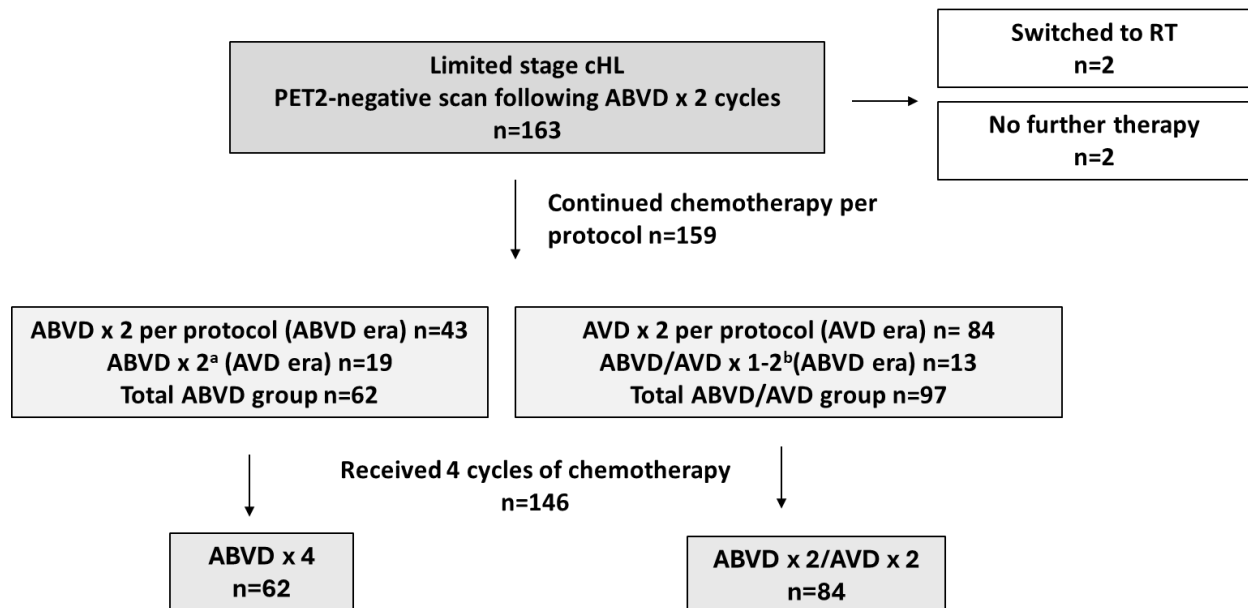 Limited stage cHL
PET2-negative scan following ABVD x 2 cycles
n=163
Switched to RT
n=2
No further therapy
n=2
Continued chemotherapy per
protocol n=159
ABVD x 2 per protocol (ABVD era) n=43
ABVD x 2ᵃ (AVD era) n=19
Total ABVD group n=62
AVD x 2 per protocol (AVD era) n= 84
ABVD/AVD x 1-2ᵇ(ABVD era) n=13
Total ABVD/AVD group n=97
Received 4 cycles of chemotherapy
n=146
ABVD x 4
n=62
ABVD x 2/AVD x 2
n=84